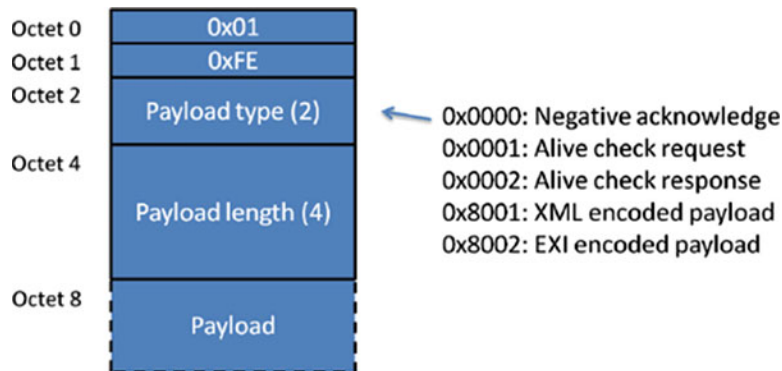 Octet 0
0x01
Octet 1
0xFE
Octet 2
Payload type (2)
0x0000: Negative acknowledge
0x0001: Alive check request
0x0002: Alive check response
0x8001: XML encoded payload
0x8002: EXI encoded payload
Octet 4
Payload length (4)
Octet 8
Payload